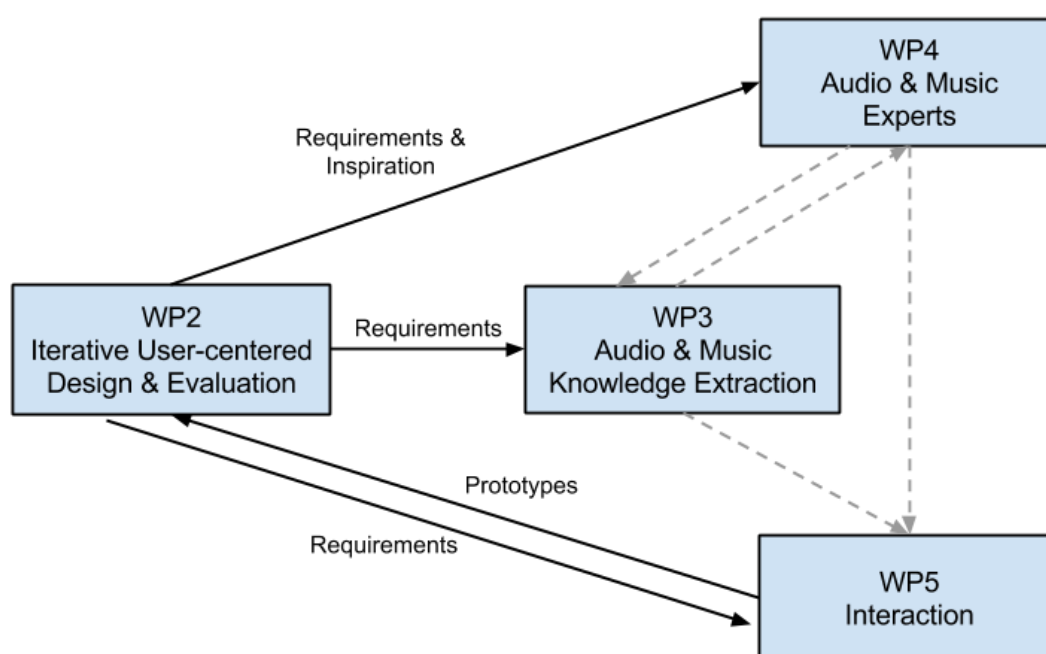 WP4
Audio & Music
Experts
Requirements &
Inspiration
WP2
Iterative User-centered
Design & Evaluation
Requirements
WP3
Audio & Music
Knowledge Extraction
Prototypes
Requirements
WP5
Interaction